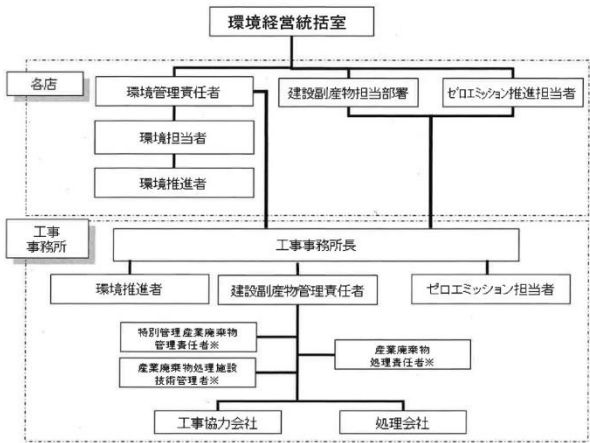 環境経営統括室
各店
環境管理責任者
建設副産物担当部署
ゼロエミッション推進担当者
環境担当者
環境推進者
工事
事務所
工事事務所長
環境推進者
建設副産物管理責任者
ゼロエミッション担当者
特別管理産業廃棄物
管理責任者※
産業廃棄物
処理責任者※
産業廃棄物処理施設
技術管理者※
工事協力会社
処理会社